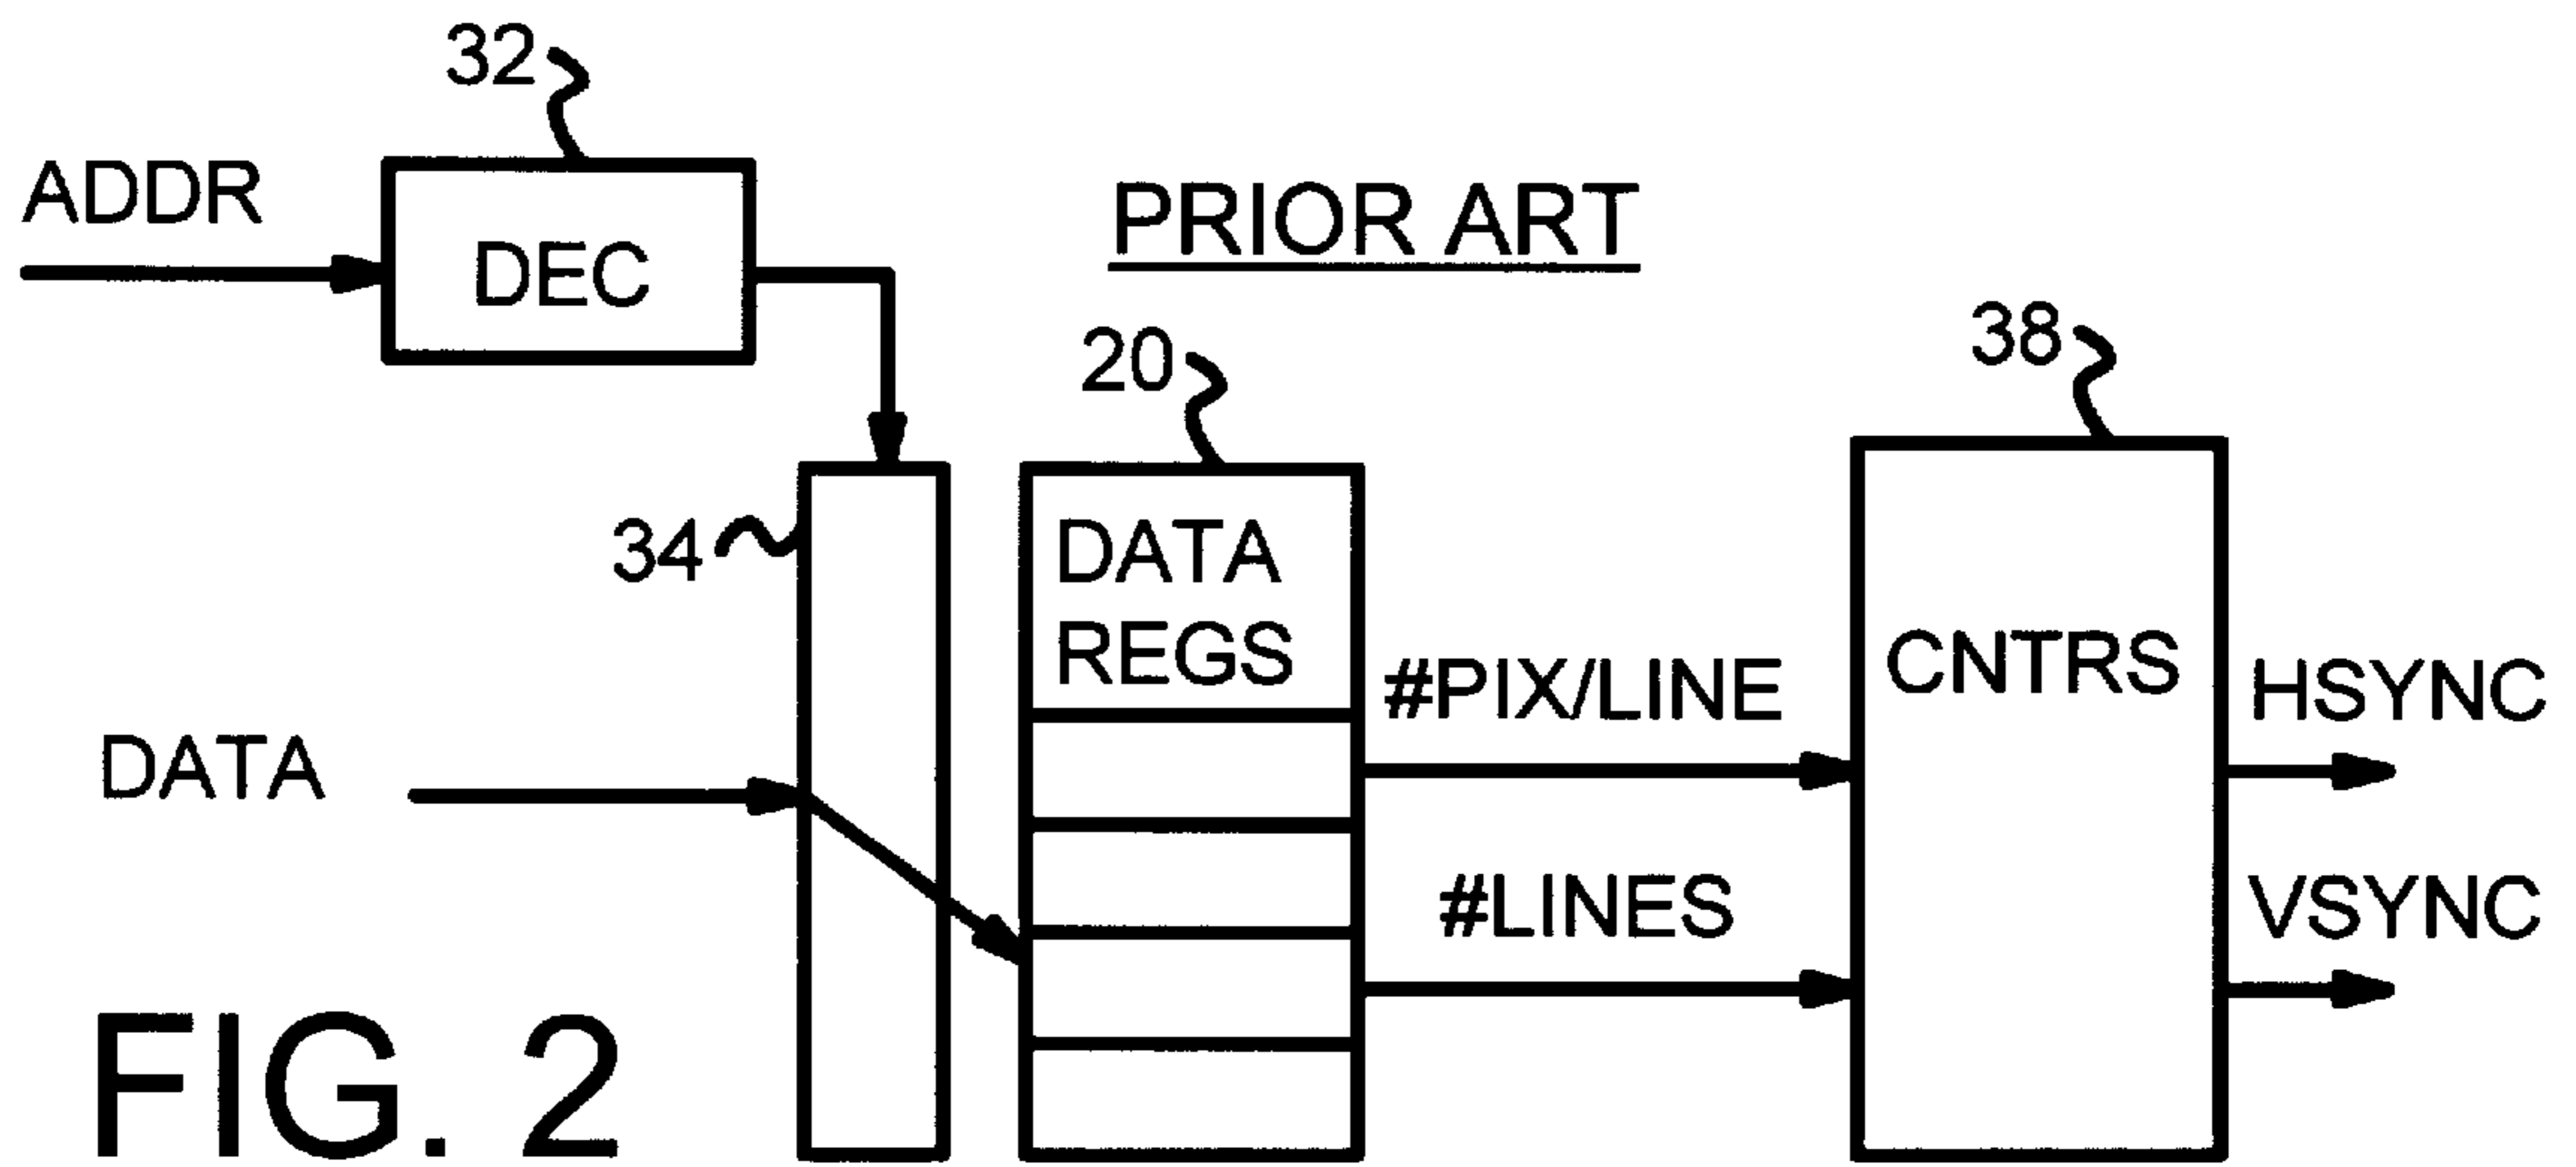 32
ADDR
DEC
PRIOR ART
20
38
34
DATA
REGS
#PIX/LINE
CNTRS
HSYNC
DATA
#LINES
VSYNC
FIG. 2